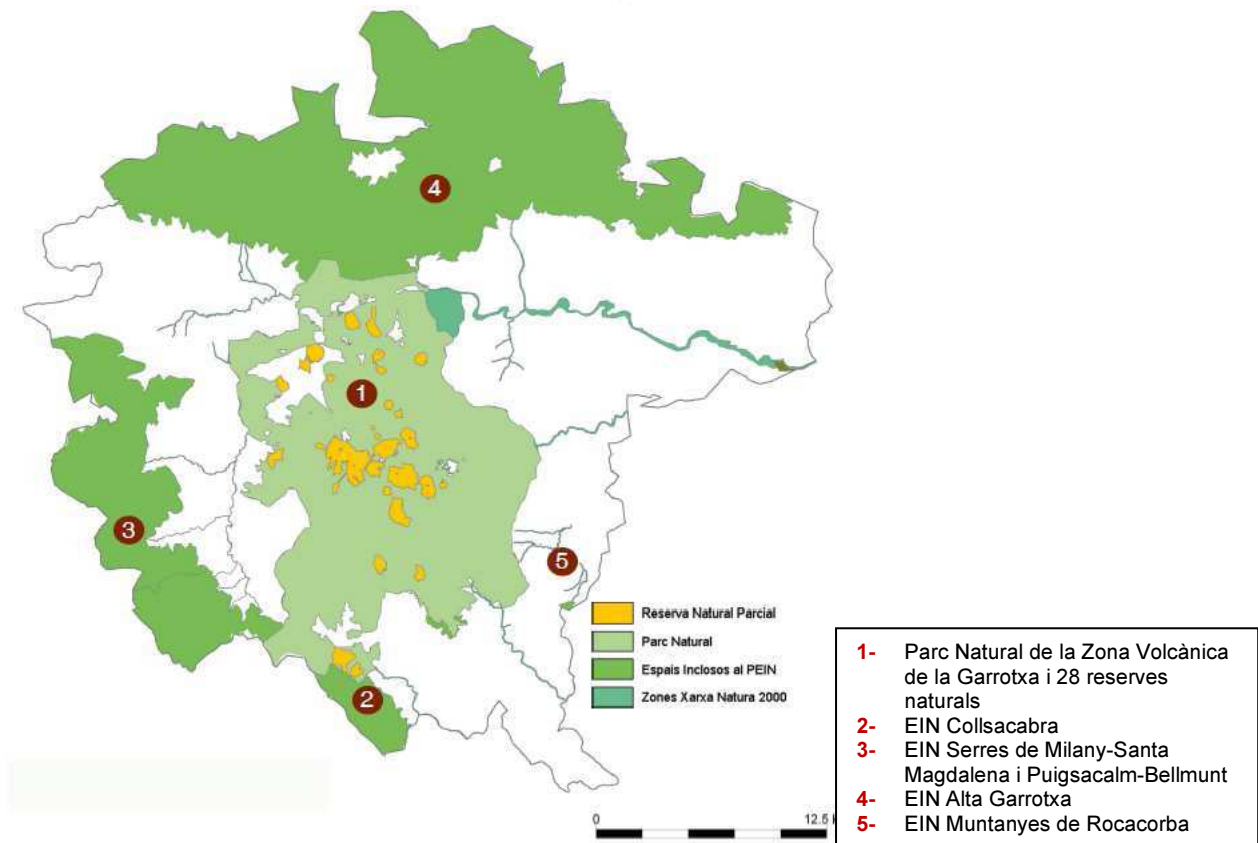 4
1
3
5
2
Reserva Natural Parcial
Parc Natural
Espais Inclosos al PEIN
Zones Xarxa Natura 2000
0
12.5
1- Parc Natural de la Zona Volcànica
de la Garrotxa i 28 reserves
naturals
2- EIN Collsacabra
3- EIN Serres de Milany-Santa
Magdalena i Puigsacalm-Bellmunt
4- EIN Alta Garrotxa
5- EIN Muntanyes de Rocacorba